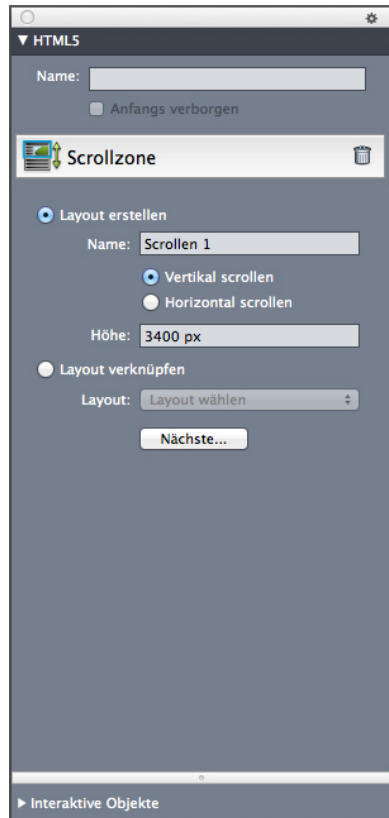 HTML5
Name:
Anfangs verborgen
Scrollzone
Layout erstellen
Name: Scrollen 1
Vertikal scrollen
Horizontal scrollen
Höhe: 3400 px
Layout verknüpfen
Layout: Layout wählen
Nächste...
Interaktive Objekte